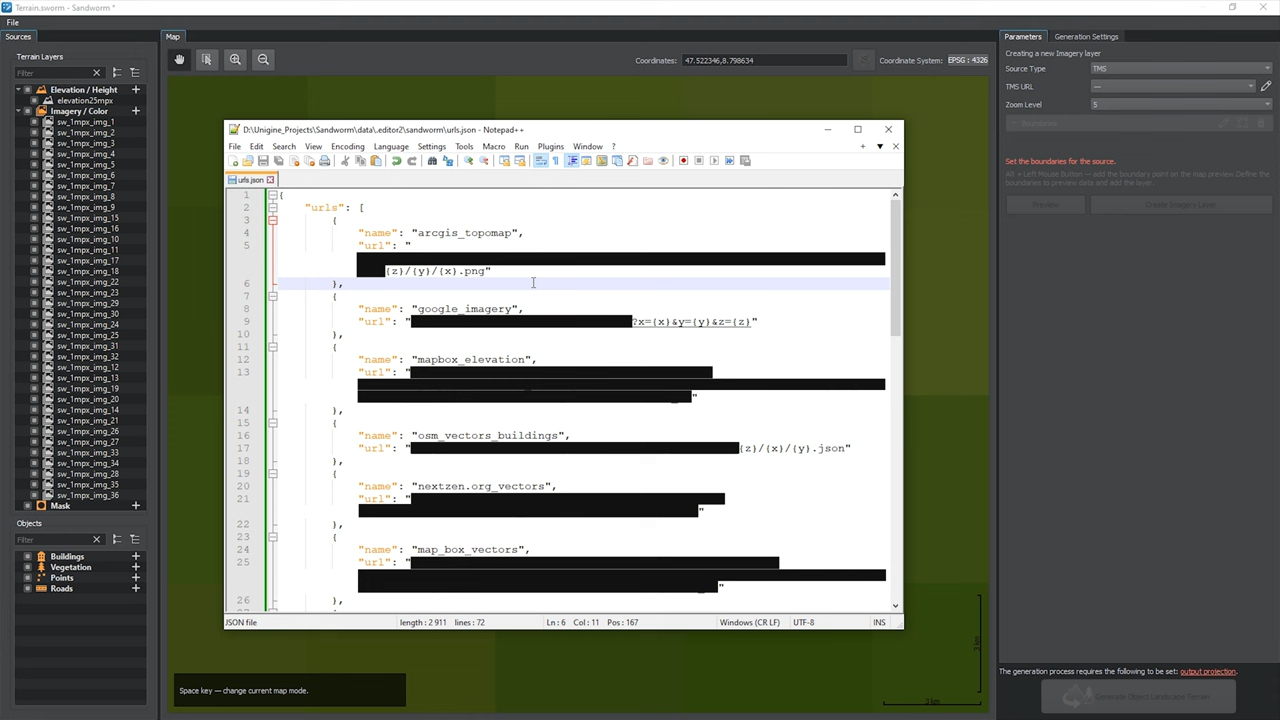 Terrain.sworm - Sandworm *
File
Sources
Map
Parameters
Generation Settings
Terrain Layers
Filter
Elevation / Height
elevation25mpx
Imagery / Color
sw_1mpx_img_1
sw_1mpx_img_2
sw_1mpx_img_3
sw_1mpx_img_4
sw_1mpx_img_5
sw_1mpx_img_6
sw_1mpx_img_7
sw_1mpx_img_8
sw_1mpx_img_9
sw_1mpx_img_15
sw_1mpx_img_16
sw_1mpx_img_10
sw_1mpx_img_11
sw_1mpx_img_17
sw_1mpx_img_18
sw_1mpx_img_22
sw_1mpx_img_23
sw_1mpx_img_29
sw_1mpx_img_30
sw_1mpx_img_24
sw_1mpx_img_25
sw_1mpx_img_31
sw_1mpx_img_32
sw_1mpx_img_12
sw_1mpx_img_13
sw_1mpx_img_19
sw_1mpx_img_20
sw_1mpx_img_14
sw_1mpx_img_21
sw_1mpx_img_26
sw_1mpx_img_27
sw_1mpx_img_33
sw_1mpx_img_34
sw_1mpx_img_28
sw_1mpx_img_35
sw_1mpx_img_36
Mask
Objects
Filter
Buildings
Vegetation
Points
Roads
Coordinates: 47.522346,8.798634
Coordinate System: EPSG : 4326
D:\Unigine_Projects\Sandworm\data\.editor2\sandworm\urls.json - Notepad++
File Edit Search View Encoding Language Settings Tools Macro Run Plugins Window ?
urls.json
1 {
2 "urls": [
3 {
4 "name": "arcgis_topomap",
5 "url": "
{z}/{y}/{x}.png"
6 },
7 {
8 "name": "google_imagery",
9 "url": "?x={x}&y={y}&z={z}"
10 },
11 {
12 "name": "mapbox_elevation",
13 "url": "
"
14 },
15 {
16 "name": "osm_vectors_buildings",
17 "url": "{z}/{x}/{y}.json"
18 },
19 {
20 "name": "nextzen.org_vectors",
21 "url": "
"
22 },
23 {
24 "name": "map_box_vectors",
25 "url": "
"
26 },
JSON file
length : 2 911 lines : 72
Ln : 6 Col : 11 Pos : 167
Windows (CR LF)
UTF-8
INS
Space key — change current map mode.
3 km
3 km
Creating a new Imagery layer
Source Type
TMS
TMS URL
—
Zoom Level
5
Boundaries
Set the boundaries for the source.
Alt + Left Mouse Button — add the boundary point on the map preview.Define the
boundaries to preview data and add the layer.
Preview
Create Imagery Layer
The generation process requires the following to be set: output projection.
Generate Object Landscape Terrain